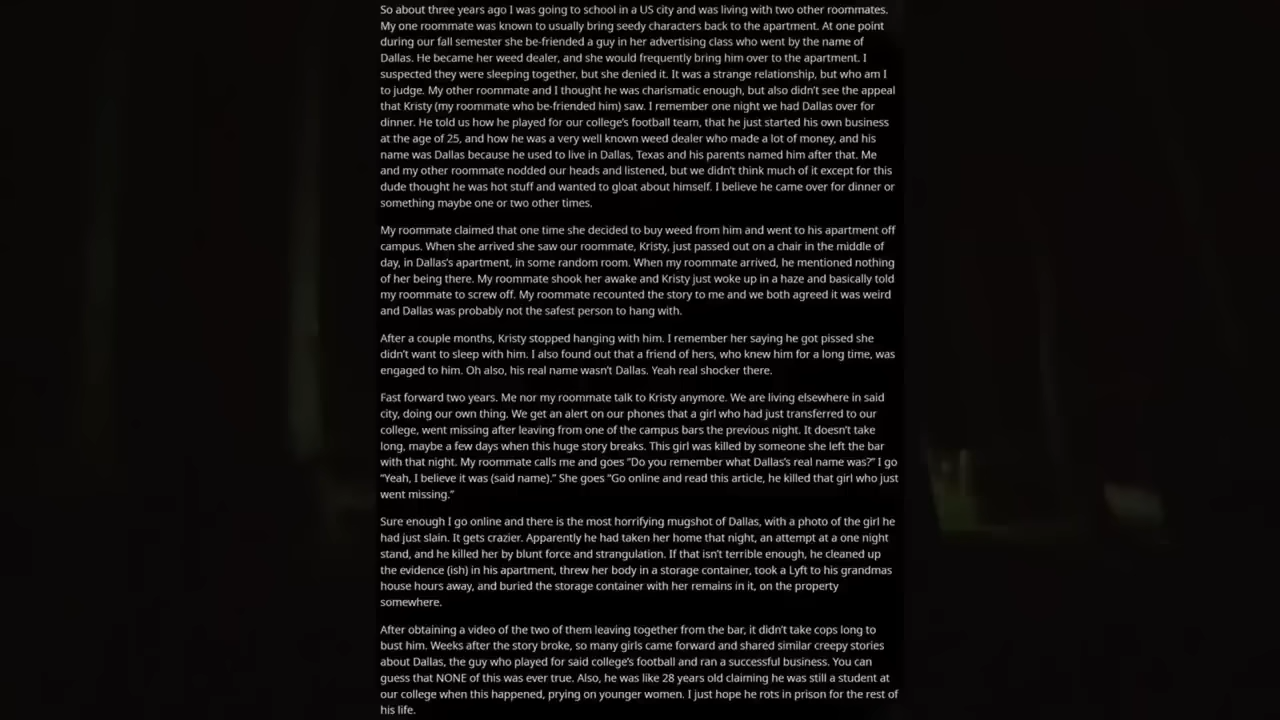 So about three years ago I was going to school in a US city and was living with two other roommates.
My one roommate was known to usually bring seedy characters back to the apartment. At one point
during our fall semester she be-friended a guy in her advertising class who went by the name of
Dallas. He became her weed dealer, and she would frequently bring him over to the apartment. I
suspected they were sleeping together, but she denied it. It was a strange relationship, but who am I
to judge. My other roommate and I thought he was charismatic enough, but also didn't see the appeal
that Kristy (my roommate who be-friended him) saw. I remember one night we had Dallas over for
dinner. He told us how he played for our college's football team, that he just started his own business
at the age of 25, and how he was a very well known weed dealer who made a lot of money, and his
name was Dallas because he used to live in Dallas, Texas and his parents named him after that. Me
and my other roommate nodded our heads and listened, but we didn't think much of it except for this
dude thought he was hot stuff and wanted to gloat about himself. I believe he came over for dinner or
something maybe one or two other times.
My roommate claimed that one time she decided to buy weed from him and went to his apartment off
campus. When she arrived she saw our roommate, Kristy, just passed out on a chair in the middle of
day, in Dallas's apartment, in some random room. When my roommate arrived, he mentioned nothing
of her being there. My roommate shook her awake and Kristy just woke up in a haze and basically told
my roommate to screw off. My roommate recounted the story to me and we both agreed it was weird
and Dallas was probably not the safest person to hang with.
After a couple months, Kristy stopped hanging with him. I remember her saying he got pissed she
didn't want to sleep with him. I also found out that a friend of hers, who knew him for a long time, was
engaged to him. Oh also, his real name wasn't Dallas. Yeah real shocker there.
Fast forward two years. Me nor my roommate talk to Kristy anymore. We are living elsewhere in said
city, doing our own thing. We get an alert on our phones that a girl who had just transferred to our
college, went missing after leaving from one of the campus bars the previous night. It doesn't take
long, maybe a few days when this huge story breaks. This girl was killed by someone she left the bar
with that night. My roommate calls me and goes "Do you remember what Dallas's real name was?" I go
"Yeah, I believe it was (said name)." She goes "Go online and read this article, he killed that girl who just
went missing."
Sure enough I go online and there is the most horrifying mugshot of Dallas, with a photo of the girl he
had just slain. It gets crazier. Apparently he had taken her home that night, an attempt at a one night
stand, and he killed her by blunt force and strangulation. If that isn't terrible enough, he cleaned up
the evidence (ish) in his apartment, threw her body in a storage container, took a Lyft to his grandmas
house hours away, and buried the storage container with her remains in it, on the property
somewhere.
After obtaining a video of the two of them leaving together from the bar, it didn't take cops long to
bust him. Weeks after the story broke, so many girls came forward and shared similar creepy stories
about Dallas, the guy who played for said college's football and ran a successful business. You can
guess that NONE of this was ever true. Also, he was like 28 years old claiming he was still a student at
our college when this happened, prying on younger women. I just hope he rots in prison for the rest of
his life.